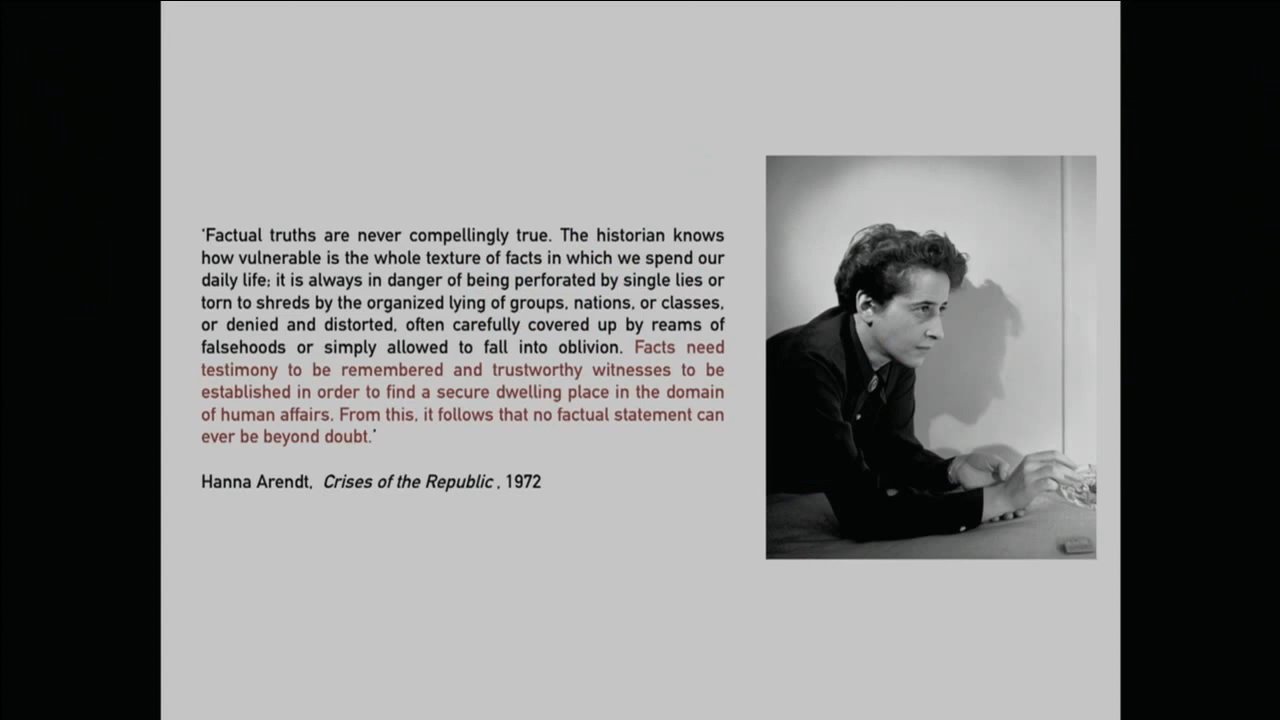 ‘Factual truths are never compellingly true. The historian knows
how vulnerable is the whole texture of facts in which we spend our
daily life; it is always in danger of being perforated by single lies or
torn to shreds by the organized lying of groups, nations, or classes,
or denied and distorted, often carefully covered up by reams of
falsehoods or simply allowed to fall into oblivion. Facts need
testimony to be remembered and trustworthy witnesses to be
established in order to find a secure dwelling place in the domain
of human affairs. From this, it follows that no factual statement can
ever be beyond doubt.’
Hanna Arendt, Crises of the Republic , 1972